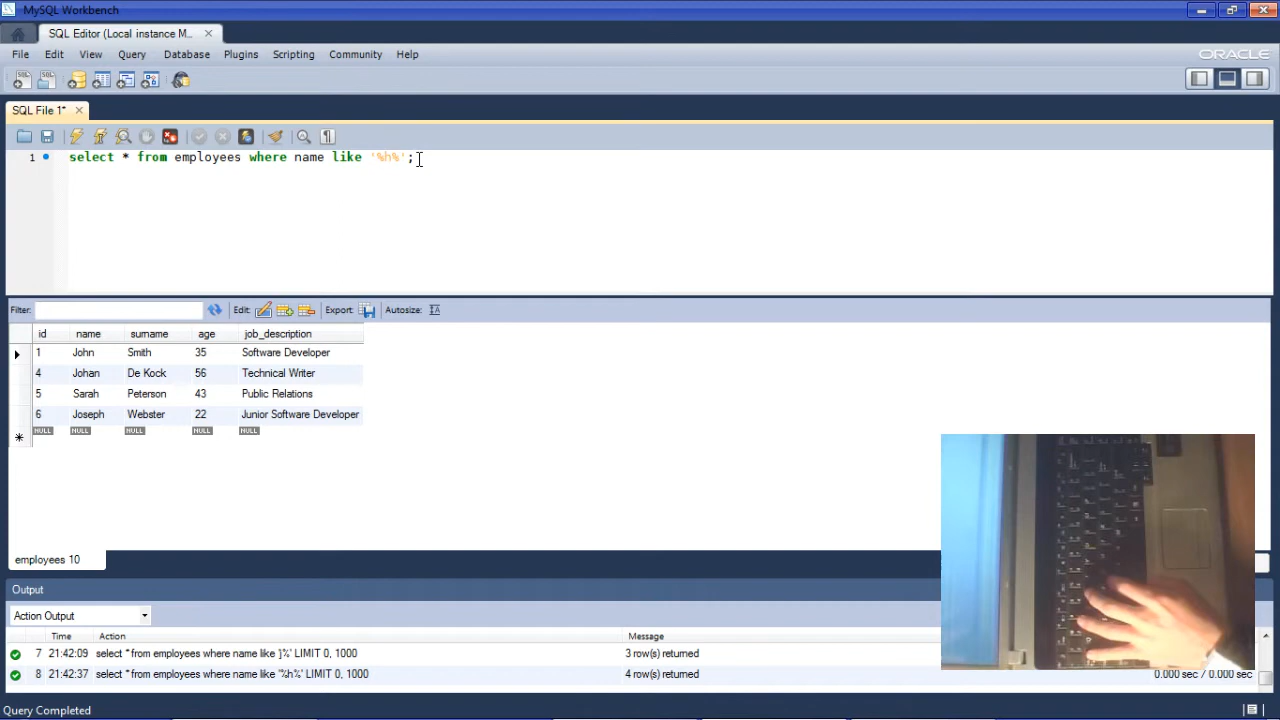 MySQL Workbench
SQL Editor (Local instance M... ×
File Edit View Query Database Plugins Scripting Community Help
ORACLE
SQL File 1* ×
1 select * from employees where name like '%h%';
Filter: Edit: Export: Autosize:
id name surname age job_description
1 John Smith 35 Software Developer
4 Johan De Kock 56 Technical Writer
5 Sarah Peterson 43 Public Relations
6 Joseph Webster 22 Junior Software Developer
NULL NULL NULL NULL NULL
employees 10
Output
Action Output
Time Action Message
7 21:42:09 select * from employees where name like 'j%' LIMIT 0, 1000 3 row(s) returned
8 21:42:37 select * from employees where name like '%h%' LIMIT 0, 1000 4 row(s) returned 0.000 sec / 0.000 sec
Query Completed